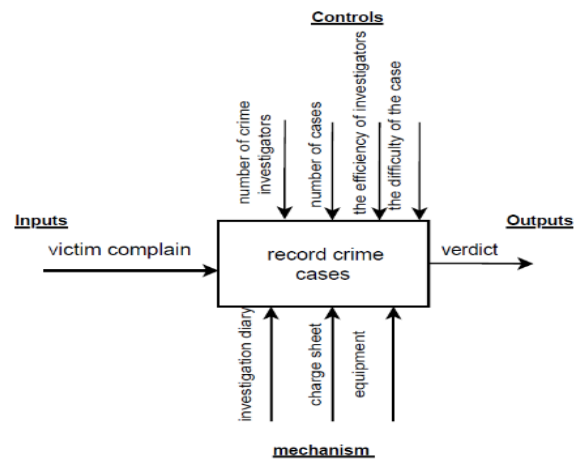 Controls
number of crime
investigators
number of cases
the efficiency of investigators
the difficulty of the case
Inputs
victim complain
record crime
cases
Outputs
verdict
investigation diary
charge sheet
equipment
mechanism